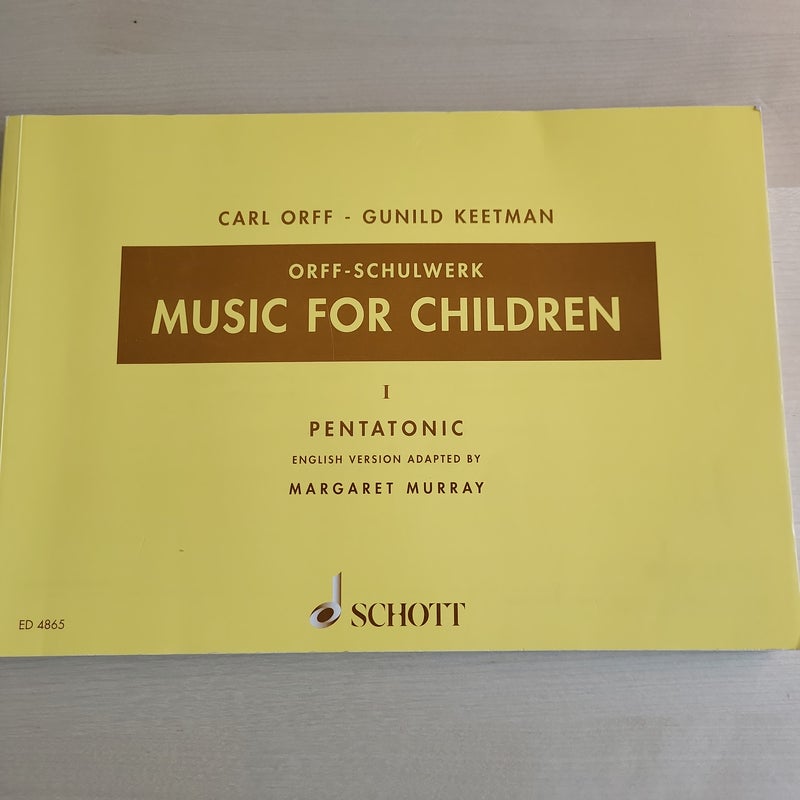 CARL ORFF - GUNILD KEETMAN
ORFF-SCHULWERK
MUSIC FOR CHILDREN
I
PENTATONIC
ENGLISH VERSION ADAPTED BY
MARGARET MURRAY
SCHOTT
ED 4865